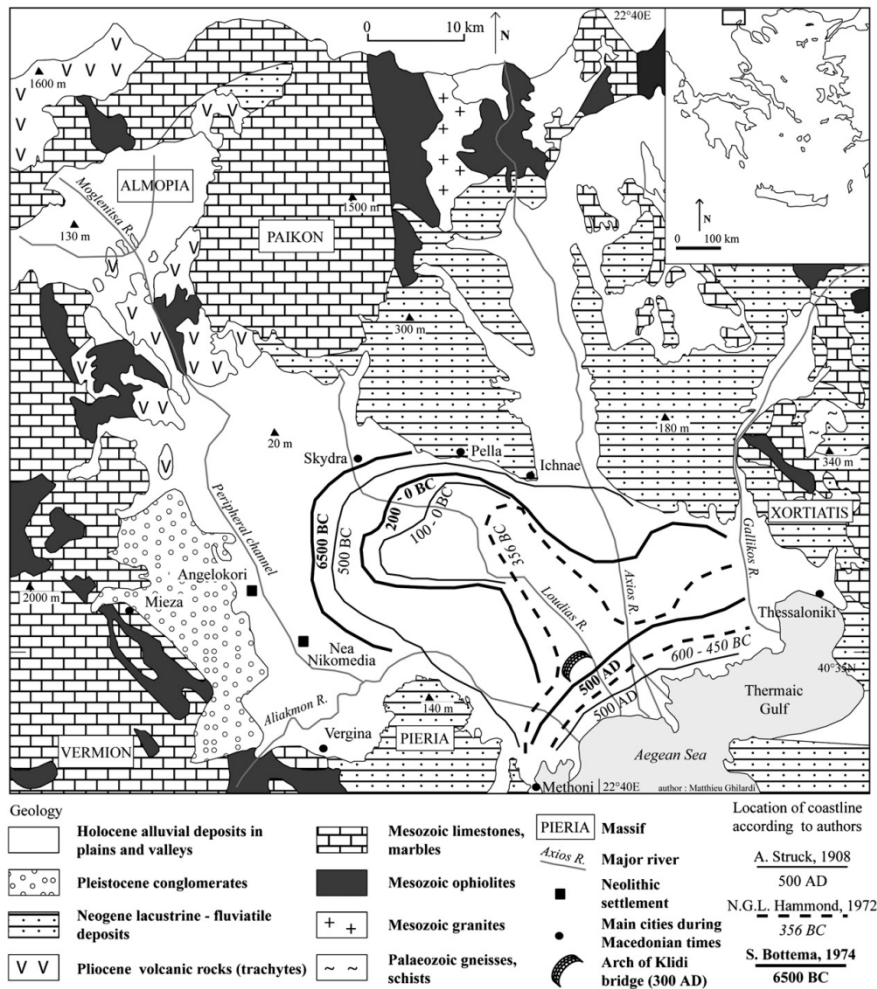 0 10 km
N
22°40E
1600 m
ALMOPIA
Moglenitsa R.
130 m
1500 m
PAIKON
300 m
N
0 100 km
180 m
340 m
20 m
Skydra
Pella
Ichnae
XORTIATIS
Peripheral channel
6500 BC
500 BC
200 - 0 BC
100 - 0 BC
356 BC
Loudias R.
Axios R.
Gallikos R.
Angelokori
2000 m
Mieza
Thessaloniki
Nea
Nikomedia
600 - 450 BC
500 AD
500 AD
40°35N
Thermaic
Gulf
Aliakmon R.
140 m
Vergina
VERMION
PIERIA
Aegean Sea
Methoni
22°40E
author : Matthieu Ghilardi
Geology
Holocene alluvial deposits in
plains and valleys
Pleistocene conglomerates
Neogene lacustrine - fluviatile
deposits
Pliocene volcanic rocks (trachytes)
Mesozoic limestones,
marbles
Mesozoic ophiolites
Mesozoic granites
Palaeozoic gneisses,
schists
PIERIA
Massif
Axios R.
Major river
Neolithic
settlement
Main cities during
Macedonian times
Arch of Klidi
bridge (300 AD)
Location of coastline
according to authors
A. Struck, 1908
500 AD
N.G.L. Hammond, 1972
356 BC
S. Bottema, 1974
6500 BC